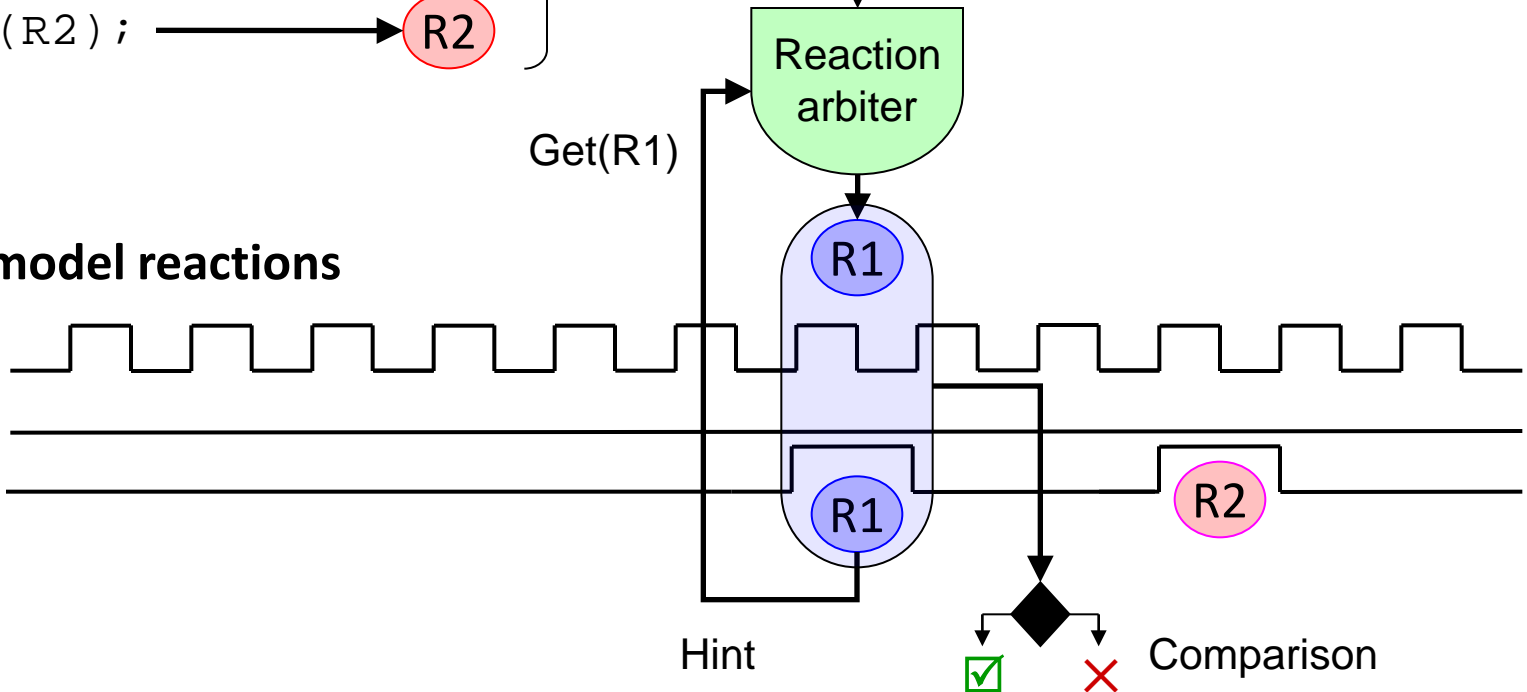 (R2);
R2
Reaction
arbiter
Get(R1)
R1
model reactions
R1
R2
Hint
Comparison